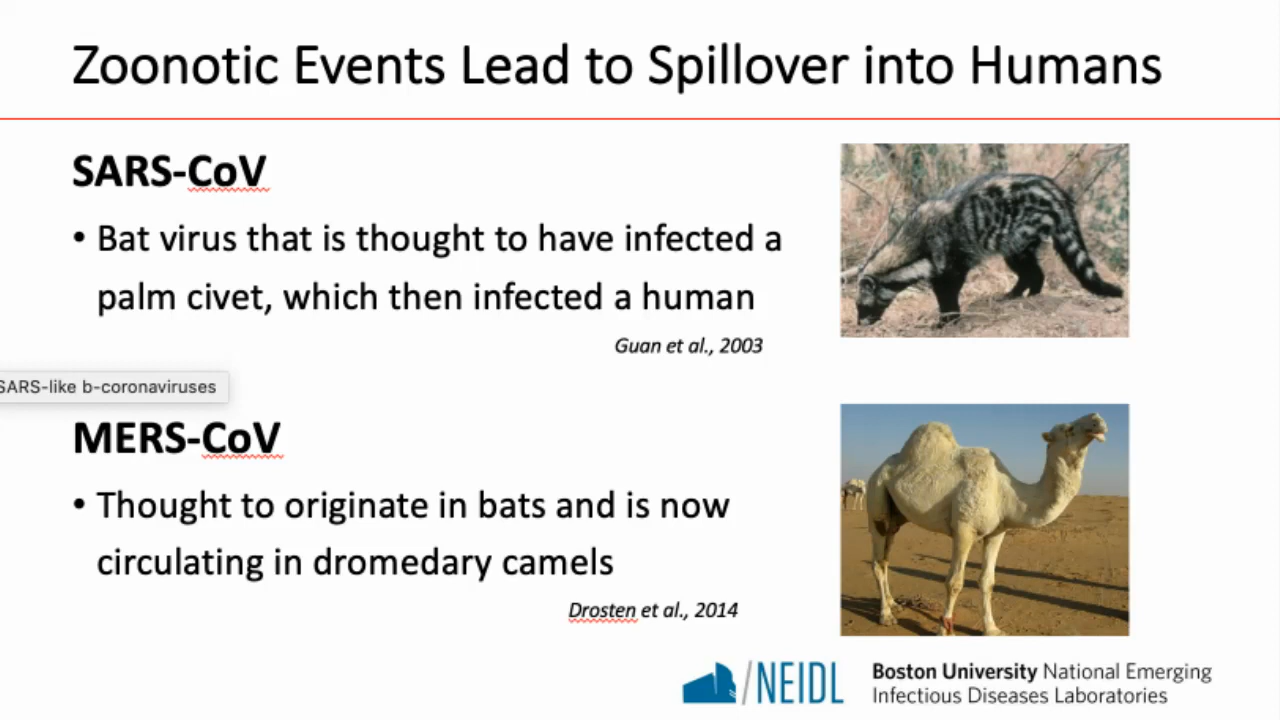 Zoonotic Events Lead to Spillover into Humans
SARS-CoV
• Bat virus that is thought to have infected a
palm civet, which then infected a human
Guan et al., 2003
SARS-like b-coronaviruses
MERS-CoV
• Thought to originate in bats and is now
circulating in dromedary camels
Drosten et al., 2014
NEIDL
Boston University National Emerging
Infectious Diseases Laboratories